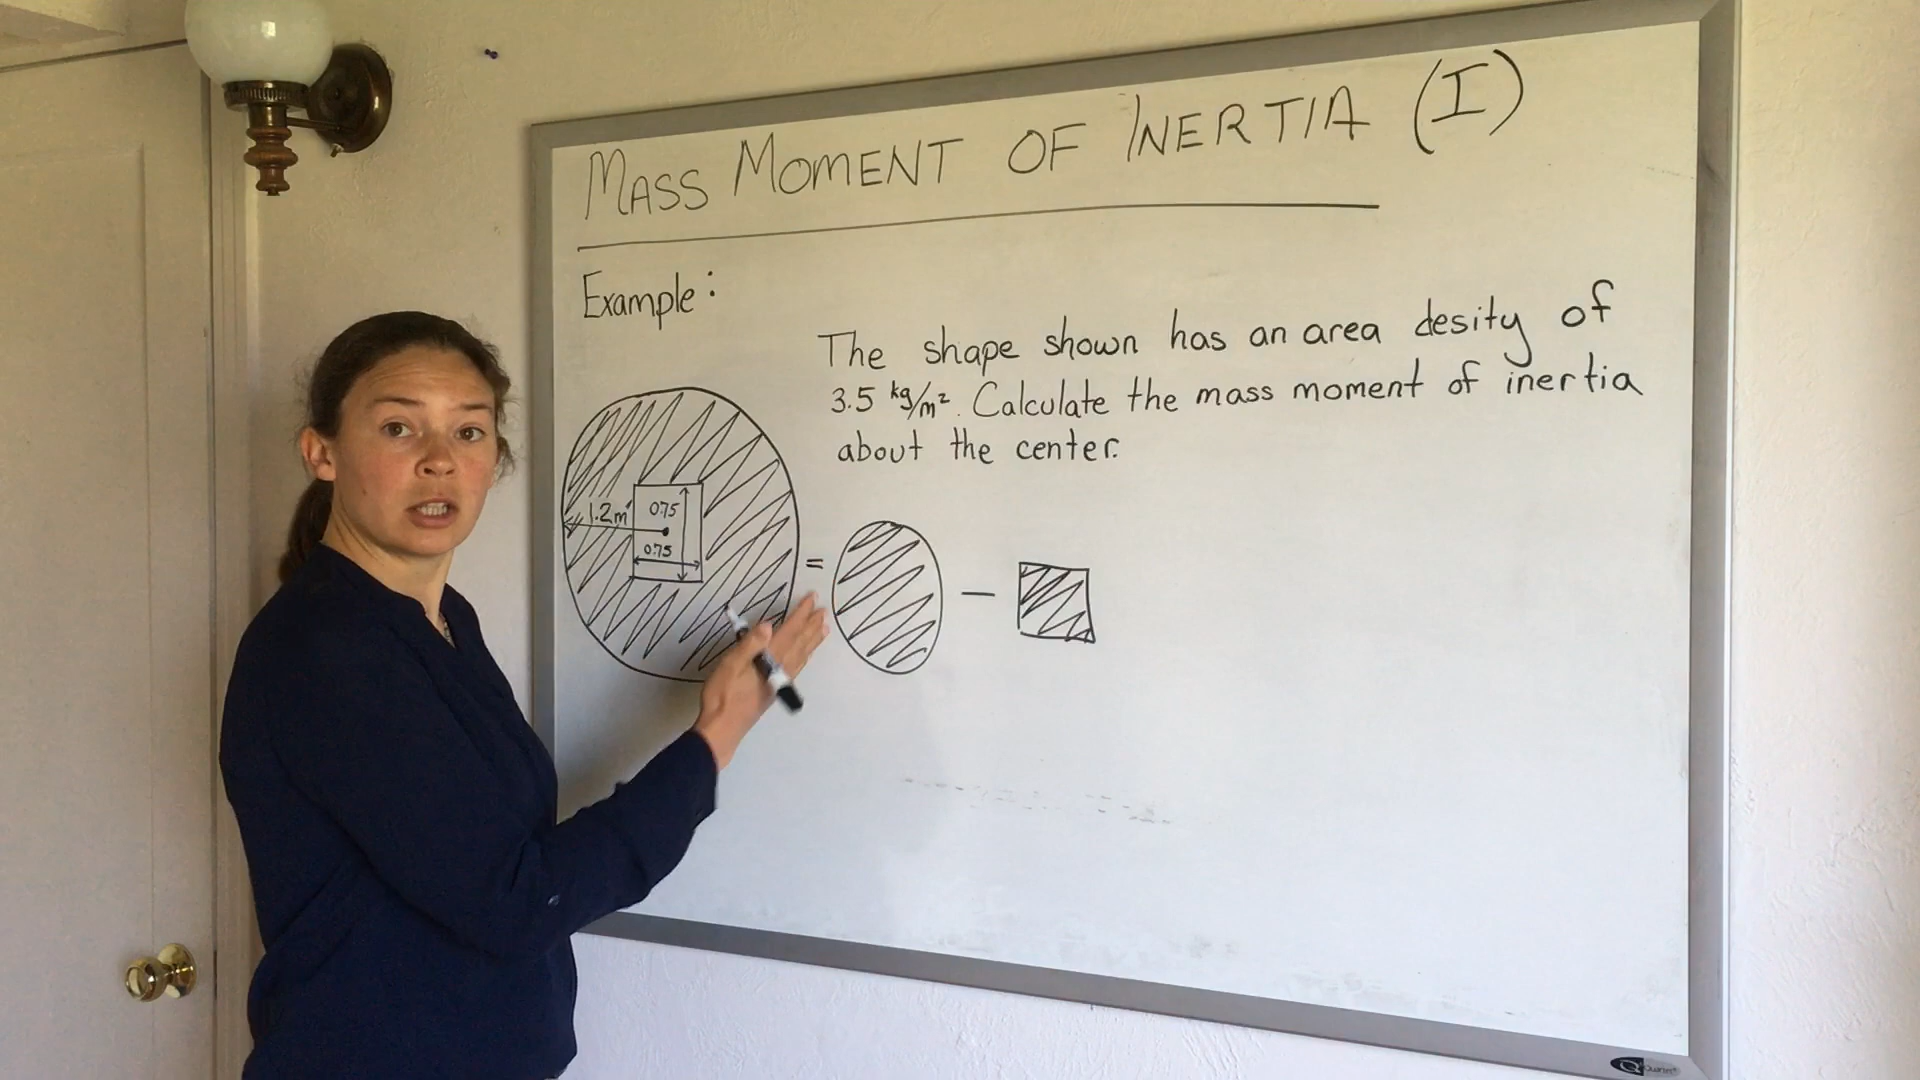 MASS MOMENT OF INERTIA (I)
Example:
The shape shown has an area desity of
3.5 kg/m². Calculate the mass moment of inertia
about the center.
1.2m
0.75
0.75
=
−